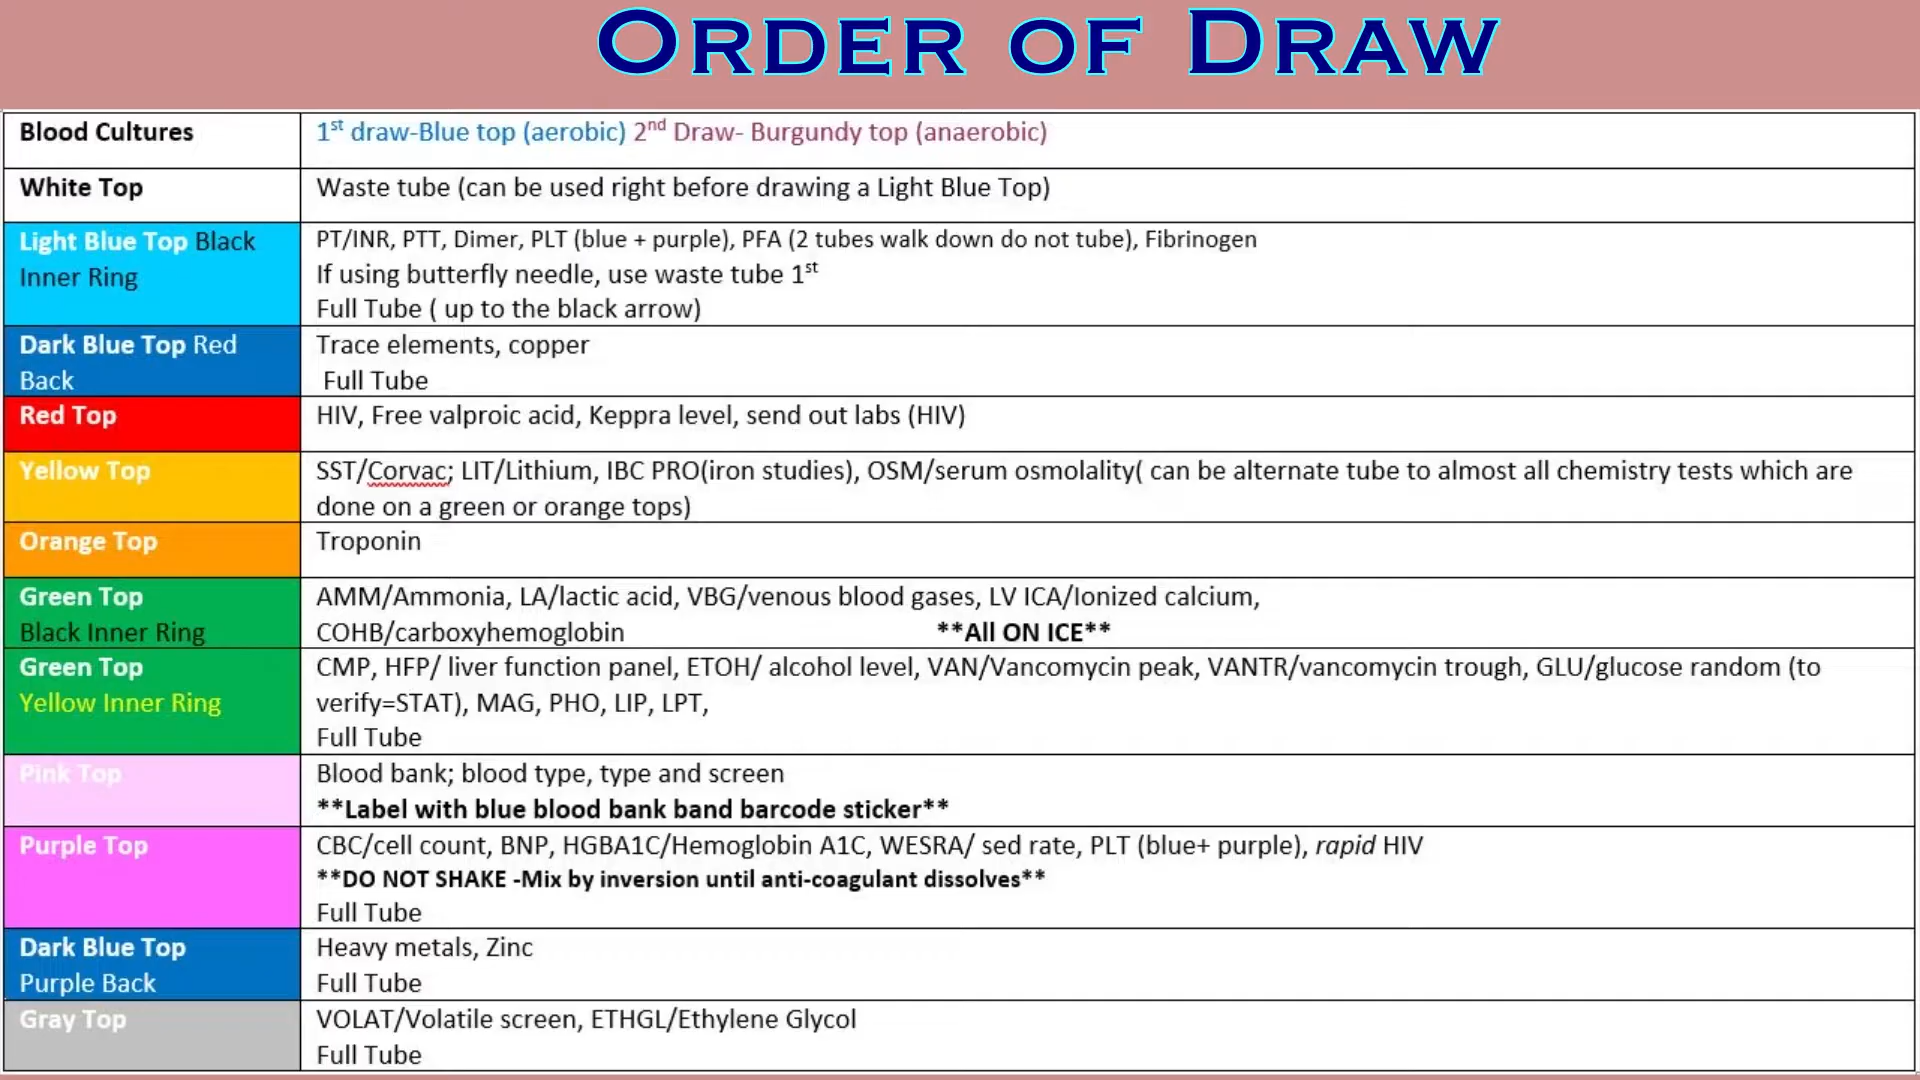 ORDER OF DRAW
Blood Cultures
1st draw-Blue top (aerobic) 2nd Draw- Burgundy top (anaerobic)
White Top
Waste tube (can be used right before drawing a Light Blue Top)
Light Blue Top Black
Inner Ring
PT/INR, PTT, Dimer, PLT (blue + purple), PFA (2 tubes walk down do not tube), Fibrinogen
If using butterfly needle, use waste tube 1st
Full Tube ( up to the black arrow)
Dark Blue Top Red
Back
Trace elements, copper
Full Tube
Red Top
HIV, Free valproic acid, Keppra level, send out labs (HIV)
Yellow Top
SST/Corvac; LIT/Lithium, IBC PRO(iron studies), OSM/serum osmolality( can be alternate tube to almost all chemistry tests which are
done on a green or orange tops)
Orange Top
Troponin
Green Top
Black Inner Ring
AMM/Ammonia, LA/lactic acid, VBG/venous blood gases, LV ICA/Ionized calcium,
COHB/carboxyhemoglobin **All ON ICE**
Green Top
Yellow Inner Ring
CMP, HFP/ liver function panel, ETOH/ alcohol level, VAN/Vancomycin peak, VANTR/vancomycin trough, GLU/glucose random (to
verify=STAT), MAG, PHO, LIP, LPT,
Full Tube
Pink Top
Blood bank; blood type, type and screen
**Label with blue blood bank band barcode sticker**
Purple Top
CBC/cell count, BNP, HGBA1C/Hemoglobin A1C, WESRA/ sed rate, PLT (blue+ purple), rapid HIV
**DO NOT SHAKE -Mix by inversion until anti-coagulant dissolves**
Full Tube
Dark Blue Top
Purple Back
Heavy metals, Zinc
Full Tube
Gray Top
VOLAT/Volatile screen, ETHGL/Ethylene Glycol
Full Tube